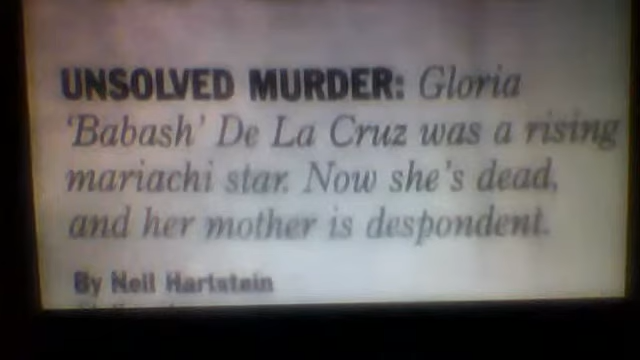 UNSOLVED MURDER: Gloria
'Babash' De La Cruz was a rising
mariachi star. Now she's dead,
and her mother is despondent.
By Neil Hartstein